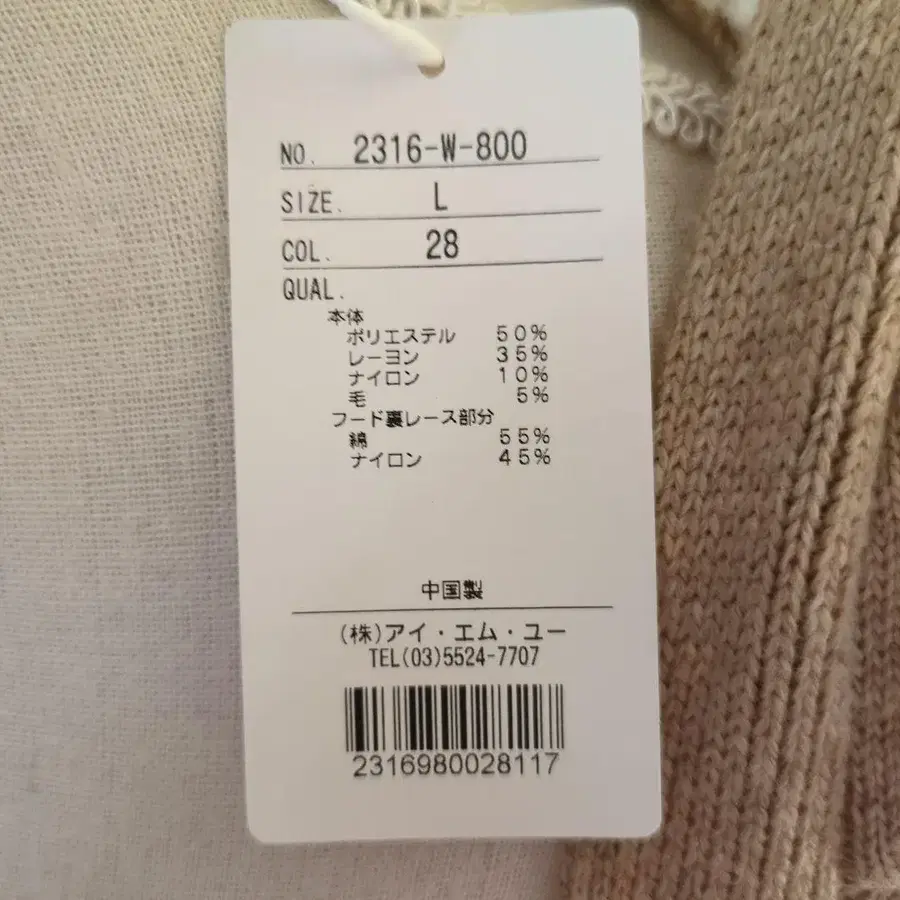 NO. 2316-W-800
SIZE. L
COL. 28
QUAL.
本体
ポリエステル 50%
レーヨン 35%
ナイロン 10%
毛 5%
フード裏レース部分
綿 55%
ナイロン 45%
中国製
(株)アイ・エム・ユー
TEL(03)5524-7707
2316980028117